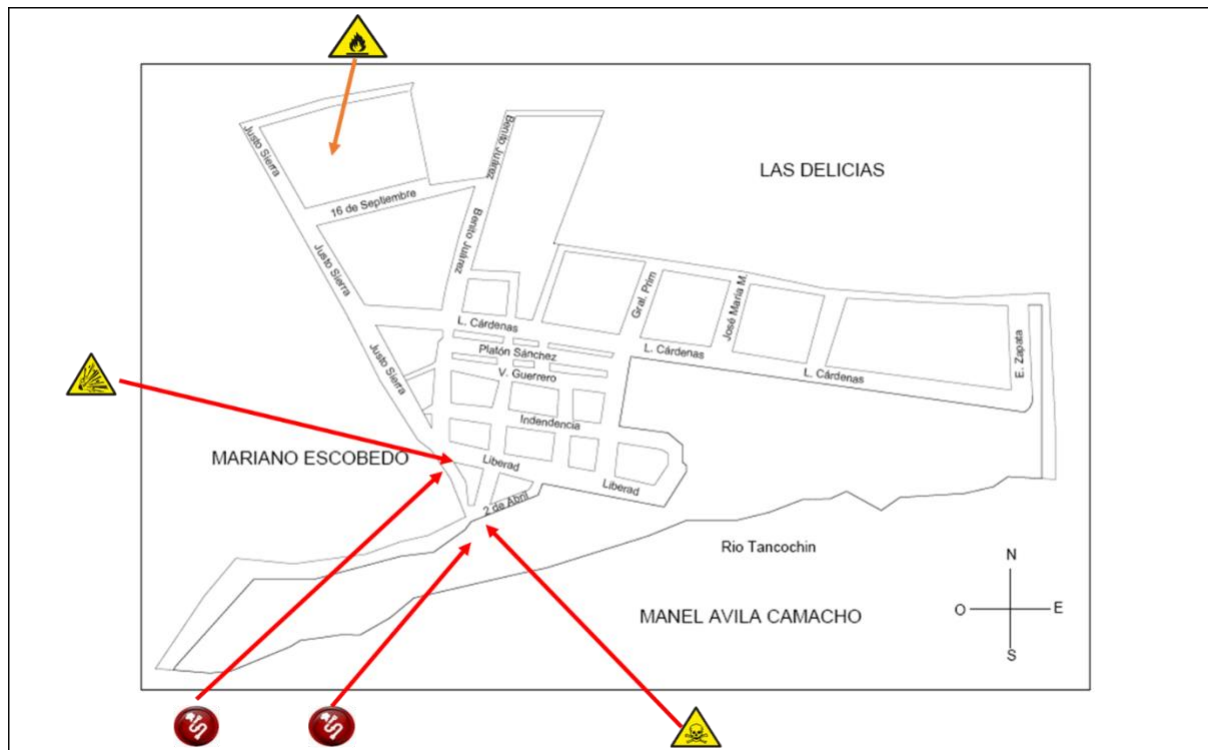 Benito Juárez
Justo Sierra
LAS DELICIAS
16 de Septiembre
Benito Juárez
Justo Sierra
Gral. Prim
José María M.
L. Cárdenas
Platón Sánchez
L. Cárdenas
E. Zapata
Justo Sierra
V. Guerrero
L. Cárdenas
Indendencia
MARIANO ESCOBEDO
Liberad
Liberad
2 de Abril
Rio Tancochin
N
O
E
S
MANEL AVILA CAMACHO